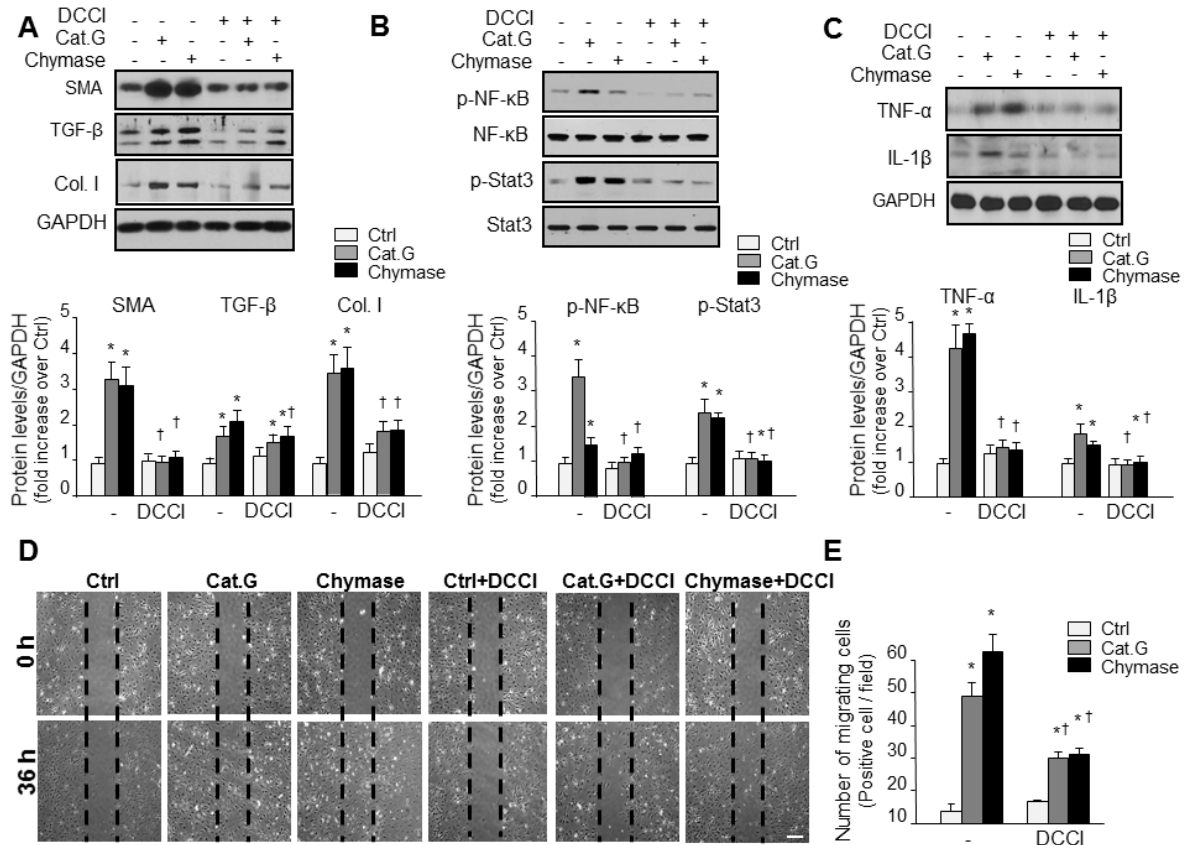 A
DCCI - - - + + +
Cat.G - + - - + -
Chymase - - + - - +
SMA
TGF-β
Col. I
GAPDH
Ctrl
Cat.G
Chymase
SMA TGF-β Col. I
Protein levels/GAPDH
(fold increase over Ctrl)
5
4
3
2
1
0
* * * * * *† * * † † † †
- DCCI - DCCI - DCCI
B
DCCI - - - + + +
Cat.G - + - - + -
Chymase - - + - - +
p-NF-κB
NF-κB
p-Stat3
Stat3
Ctrl
Cat.G
Chymase
p-NF-κB p-Stat3
Protein levels/GAPDH
(fold increase over Ctrl)
5
4
3
2
1
0
* * † † * * † *†
- DCCI - DCCI
C
DCCI - - - + + +
Cat.G - + - - + -
Chymase - - + - - +
TNF-α
IL-1β
GAPDH
Ctrl
Cat.G
Chymase
TNF-α IL-1β
Protein levels/GAPDH
(fold increase over Ctrl)
5
4
3
2
1
0
* * † † * * † *†
- DCCI - DCCI
D
Ctrl Cat.G Chymase Ctrl+DCCI Cat.G+DCCI Chymase+DCCI
0 h
36 h
E
Ctrl
Cat.G
Chymase
Number of migrating cells
(Positive cell / field)
60
50
40
30
20
10
* * *† *†
- DCCI